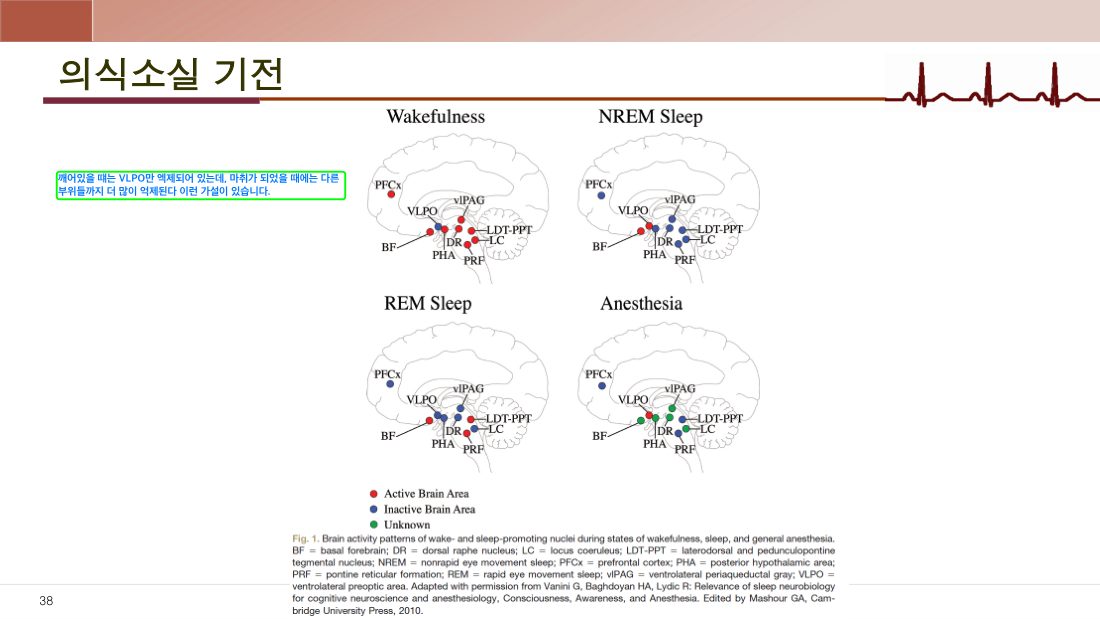 의식소실 기전
깨어있을 때는 VLPO만 억제되어 있는데, 마취가 되었을 때에는 다른
부위들까지 더 많이 억제된다 이런 가설이 있습니다.
Wakefulness
PFCx
vlPAG
VLPO
LDT-PPT
LC
BF
DR
PHA
PRF
NREM Sleep
PFCx
vlPAG
VLPO
LDT-PPT
LC
BF
DR
PHA
PRF
REM Sleep
PFCx
vlPAG
VLPO
LDT-PPT
LC
BF
DR
PHA
PRF
Anesthesia
PFCx
vlPAG
VLPO
LDT-PPT
LC
BF
DR
PHA
PRF
Active Brain Area
Inactive Brain Area
Unknown
Fig. 1. Brain activity patterns of wake- and sleep-promoting nuclei during states of wakefulness, sleep, and general anesthesia.
BF = basal forebrain; DR = dorsal raphe nucleus; LC = locus coeruleus; LDT-PPT = laterodorsal and pedunculopontine
tegmental nucleus; NREM = nonrapid eye movement sleep; PFCx = prefrontal cortex; PHA = posterior hypothalamic area;
PRF = pontine reticular formation; REM = rapid eye movement sleep; vlPAG = ventrolateral periaqueductal gray; VLPO =
ventrolateral preoptic area. Adapted with permission from Vanini G, Baghdoyan HA, Lydic R: Relevance of sleep neurobiology
for cognitive neuroscience and anesthesiology, Consciousness, Awareness, and Anesthesia. Edited by Mashour GA, Cam-
bridge University Press, 2010.
38